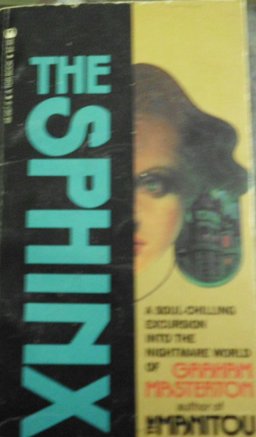 THE
SPHINX
A SOUL-CHILLING
EXCURSION
INTO THE
NIGHTMARE WORLD
OF GRAHAM
MASTERTON
author of
THE MANITOU